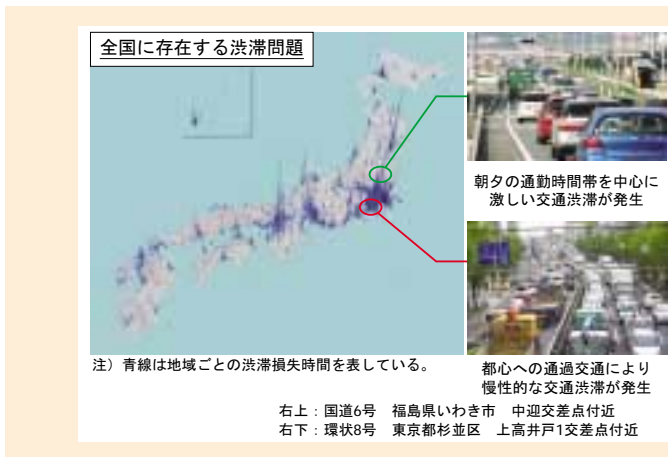 全国に存在する渋滞問題
朝夕の通勤時間帯を中心に
激しい交通渋滞が発生
注）青線は地域ごとの渋滞損失時間を表している。
都心への通過交通により
慢性的な交通渋滞が発生
右上：国道6号　福島県いわき市　中迎交差点付近
右下：環状8号　東京都杉並区　上高井戸1交差点付近